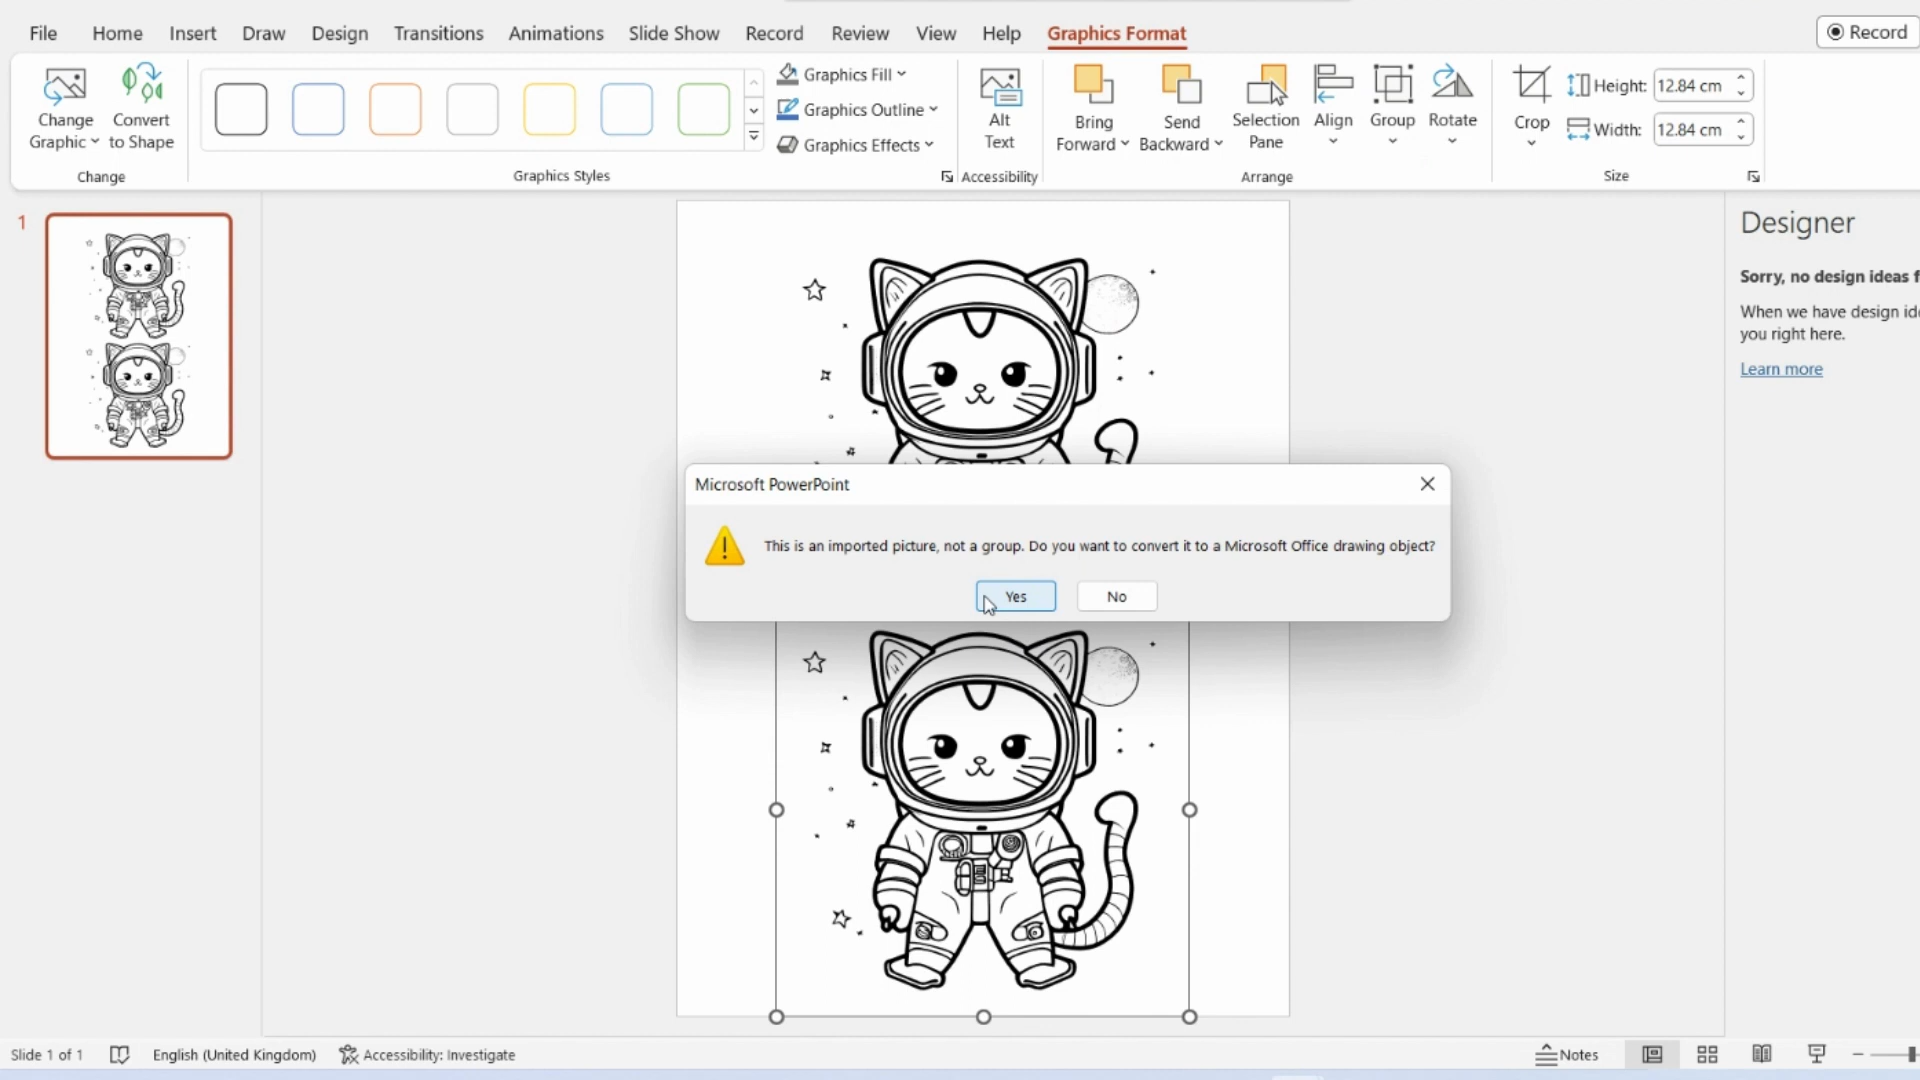 File Home Insert Draw Design Transitions Animations Slide Show Record Review View Help Graphics Format Record
Change Graphic
Convert to Shape
Change
Graphics Fill
Graphics Outline
Graphics Effects
Graphics Styles
Alt Text
Accessibility
Bring Forward
Send Backward
Selection Pane
Align
Group
Rotate
Arrange
Crop
Height: 12.84 cm
Width: 12.84 cm
Size
1
Designer
Sorry, no design ideas f
When we have design ide
you right here.
Learn more
Microsoft PowerPoint
This is an imported picture, not a group. Do you want to convert it to a Microsoft Office drawing object?
Yes No
Slide 1 of 1 English (United Kingdom) Accessibility: Investigate Notes